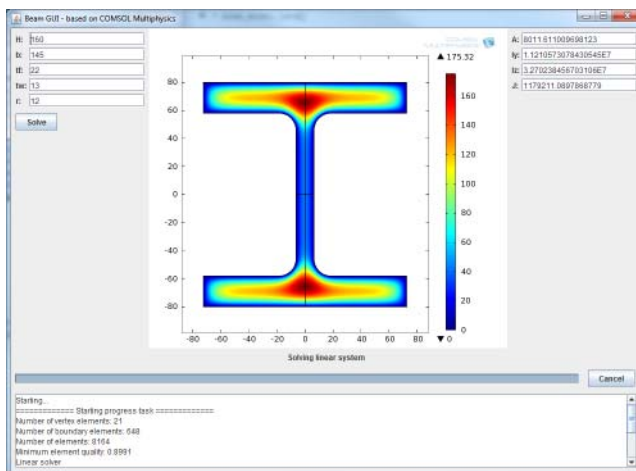 Beam GUI - based on COMSOL Multiphysics
H: 160
b: 145
tf: 22
tw: 13
r: 12
Solve
A: 8011.611009698123
Iy: 1.1210573078430545E7
Iz: 3.270238456703106E7
J: 1179211.0897868779
▲ 175.32
80
60
40
20
0
-20
-40
-60
-80
-80 -60 -40 -20 0 20 40 60 80
160
140
120
100
80
60
40
20
0
▼ 0
Solving linear system
Cancel
Starting...
============= Starting progress task =============
Number of vertex elements: 21
Number of boundary elements: 648
Number of elements: 8164
Minimum element quality: 0.8991
Linear solver